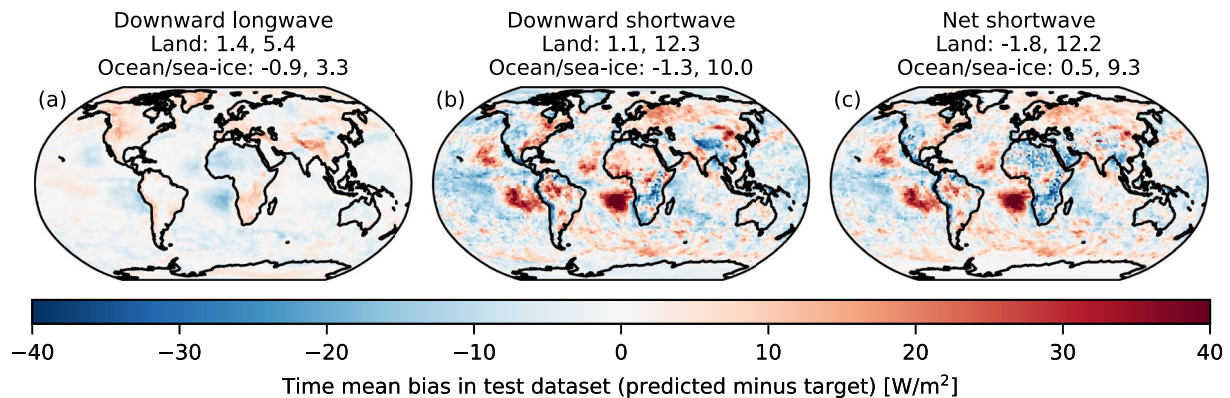 Downward longwave
Land: 1.4, 5.4
Ocean/sea-ice: -0.9, 3.3
(a)
Downward shortwave
Land: 1.1, 12.3
Ocean/sea-ice: -1.3, 10.0
(b)
Net shortwave
Land: -1.8, 12.2
Ocean/sea-ice: 0.5, 9.3
(c)
−40 −30 −20 −10 0 10 20 30 40
Time mean bias in test dataset (predicted minus target) [W/m²]